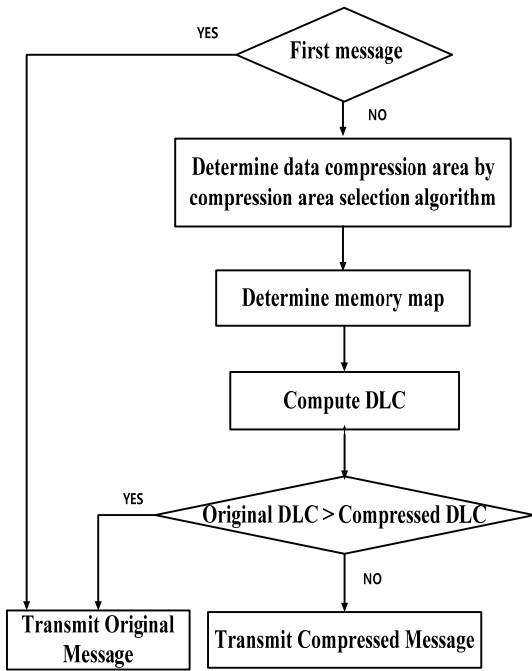 First message
YES
NO
Determine data compression area by
compression area selection algorithm
Determine memory map
Compute DLC
Original DLC > Compressed DLC
YES
NO
Transmit Original
Message
Transmit Compressed Message